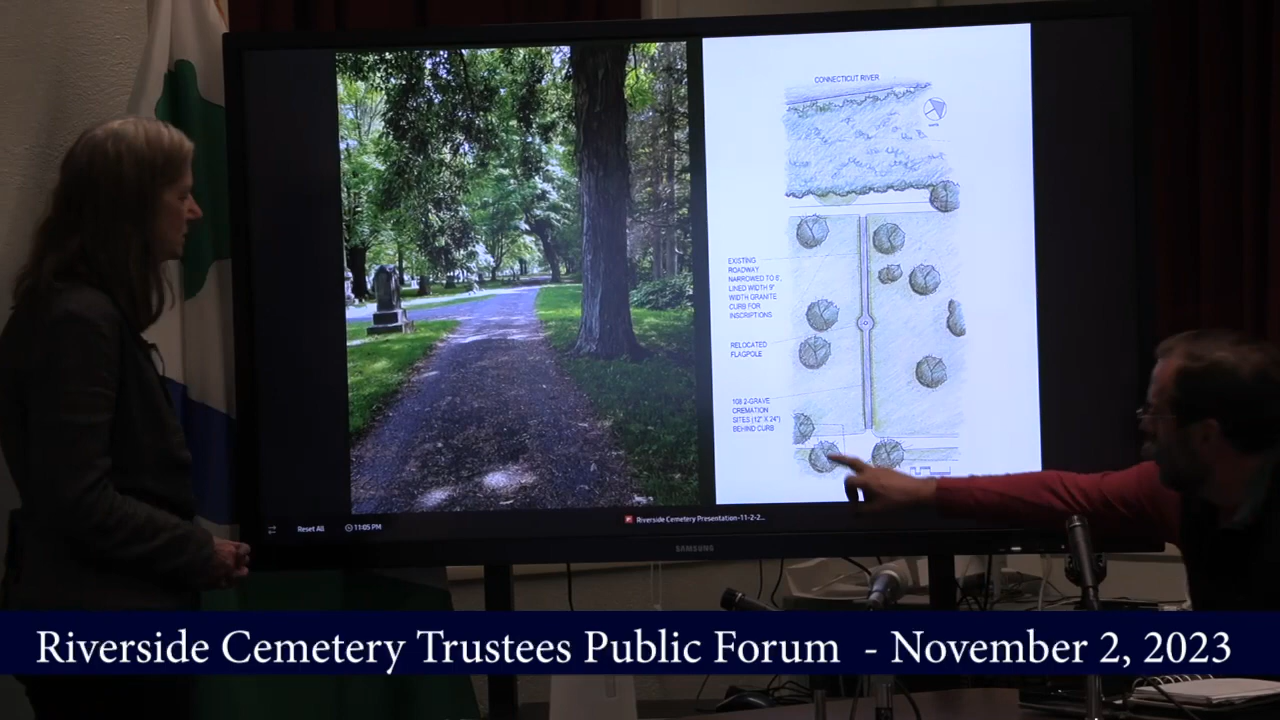 CONNECTICUT RIVER
EXISTING
ROADWAY
NARROWED TO 8',
LINED WIDTH 9"
WIDTH GRANITE
CURB FOR
INSCRIPTIONS
RELOCATED
FLAGPOLE
108 2-GRAVE
CREMATION
SITES (12" X 24")
BEHIND CURB
Reset All
11:05 PM
Riverside Cemetery Presentation-11-2-2...
SAMSUNG
Riverside Cemetery Trustees Public Forum - November 2, 2023